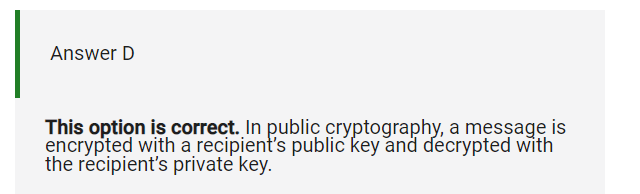 Answer D
This option is correct. In public cryptography, a message is
encrypted with a recipient’s public key and decrypted with
the recipient’s private key.